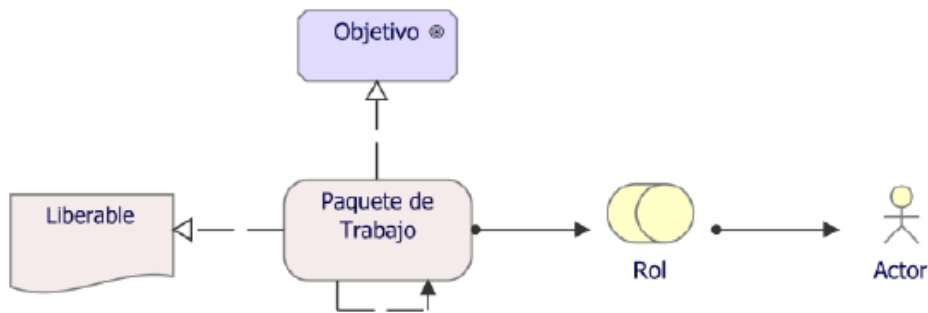 Objetivo
Liberable
Paquete de
Trabajo
Rol
Actor